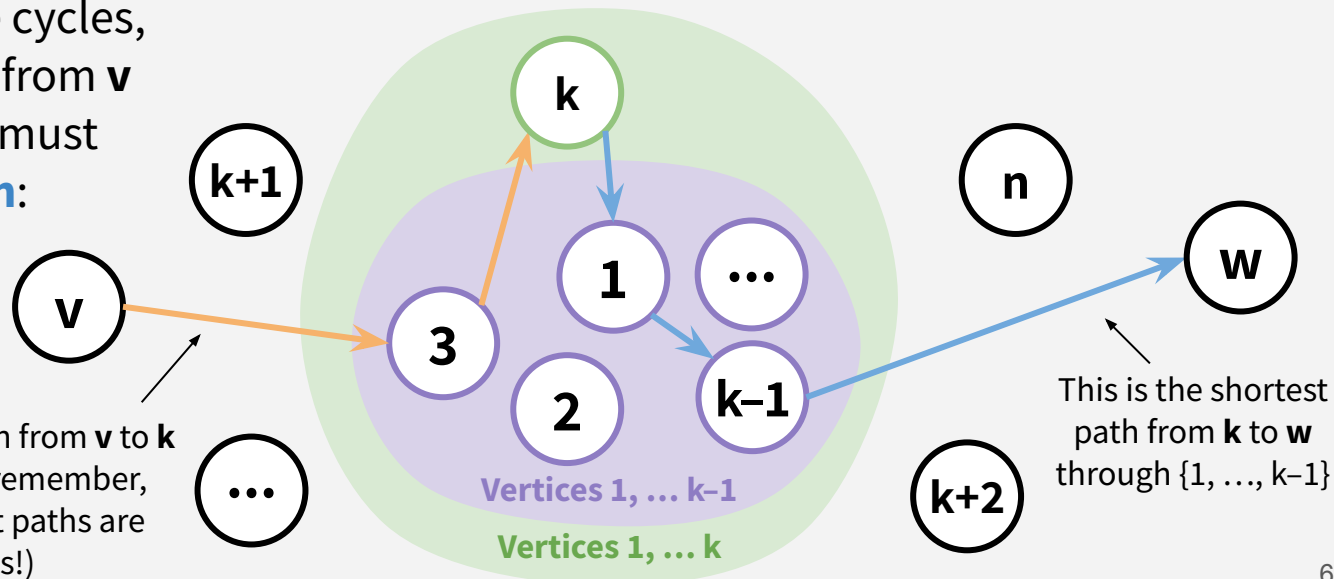 cycles,
from v
must
n:
k
k+1
n
w
v
1
...
3
2
k–1
This is the shortest
path from k to w
through {1, ..., k–1}
n from v to k
remember,
t paths are
s!)
...
k+2
Vertices 1, ... k–1
Vertices 1, ... k
6